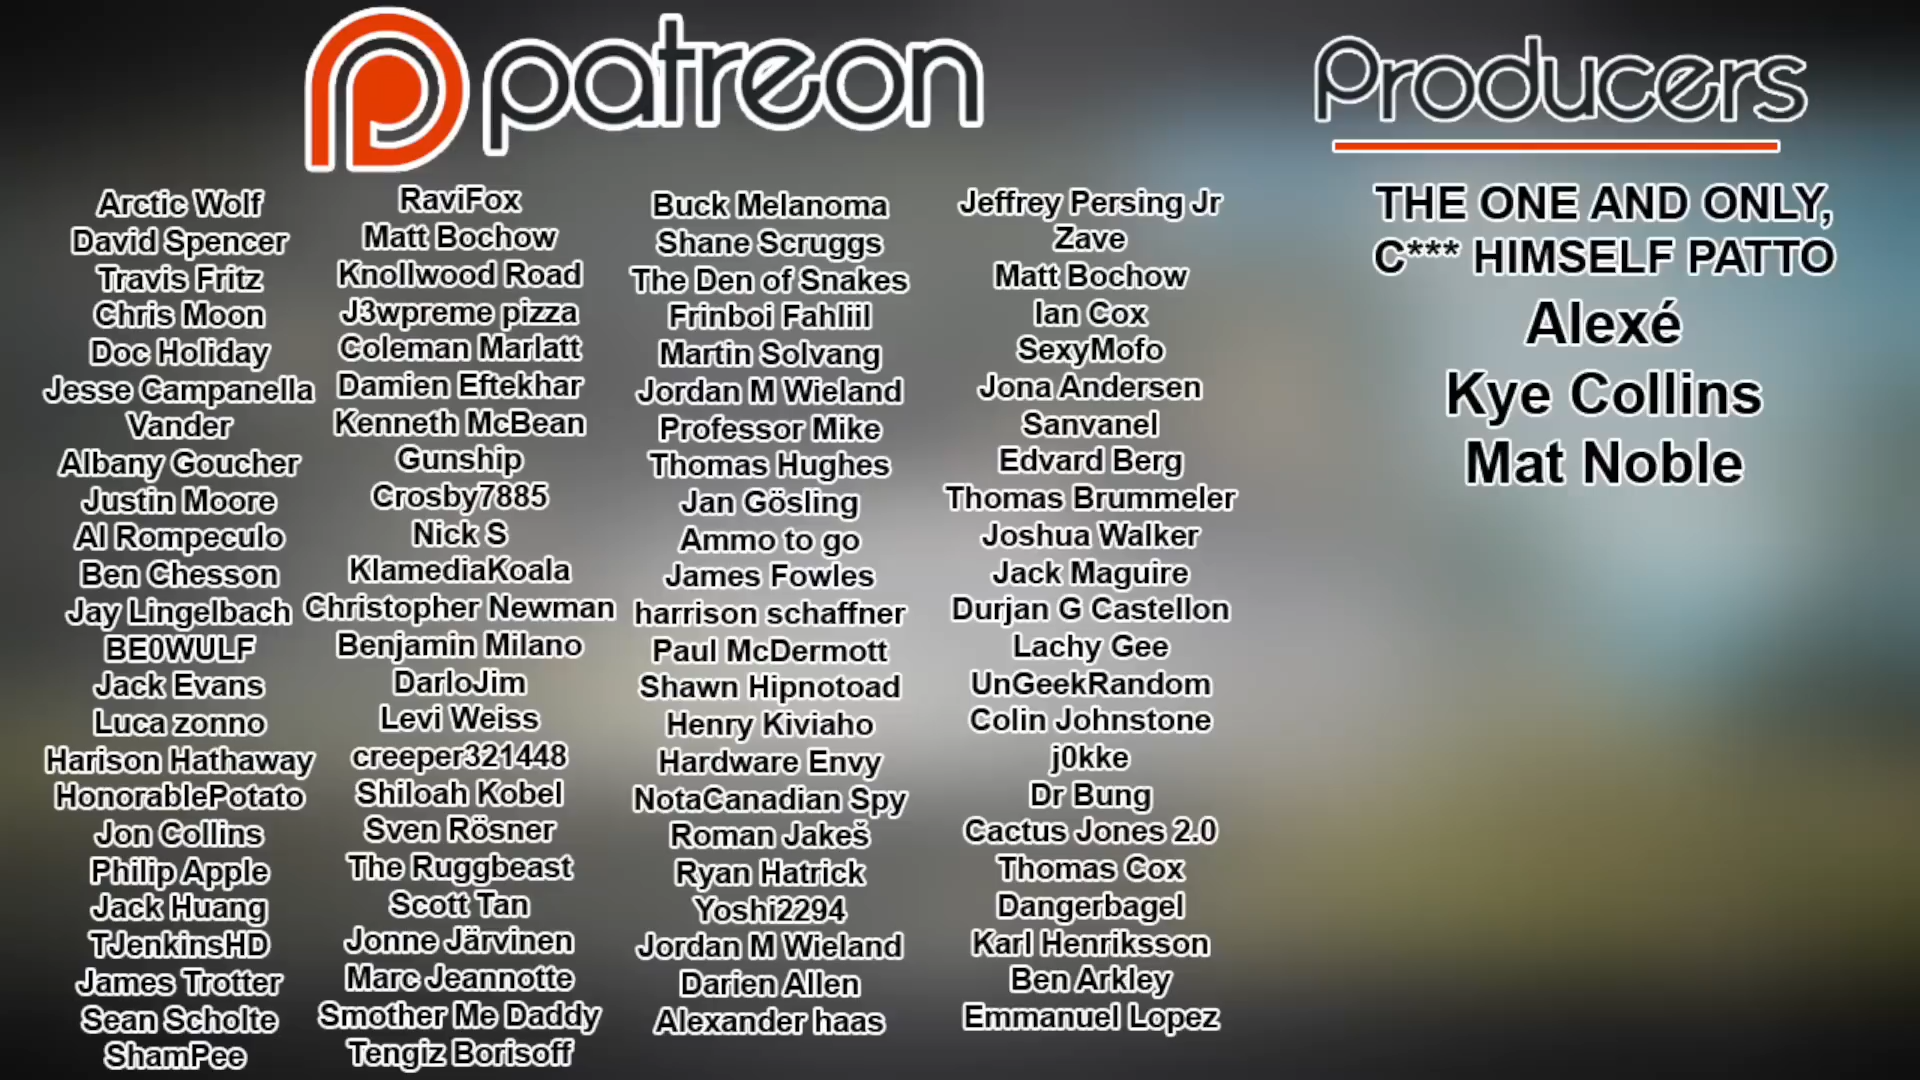 patreon
Producers
Arctic Wolf
David Spencer
Travis Fritz
Chris Moon
Doc Holiday
Jesse Campanella
Vander
Albany Goucher
Justin Moore
Al Rompeculo
Ben Chesson
Jay Lingelbach
BE0WULF
Jack Evans
Luca zonno
Harison Hathaway
HonorablePotato
Jon Collins
Philip Apple
Jack Huang
TJenkinsHD
James Trotter
Sean Scholte
ShamPee
RaviFox
Matt Bochow
Knollwood Road
J3wpreme pizza
Coleman Marlatt
Damien Eftekhar
Kenneth McBean
Gunship
Crosby7885
Nick S
KlamediaKoala
Christopher Newman
Benjamin Milano
DarloJim
Levi Weiss
creeper321448
Shiloah Kobel
Sven Rösner
The Ruggbeast
Scott Tan
Jonne Järvinen
Marc Jeannotte
Smother Me Daddy
Tengiz Borisoff
Buck Melanoma
Shane Scruggs
The Den of Snakes
Frinboi Fahliil
Martin Solvang
Jordan M Wieland
Professor Mike
Thomas Hughes
Jan Gösling
Ammo to go
James Fowles
harrison schaffner
Paul McDermott
Shawn Hipnotoad
Henry Kiviaho
Hardware Envy
NotaCanadian Spy
Roman Jakeš
Ryan Hatrick
Yoshi2294
Jordan M Wieland
Darien Allen
Alexander haas
Jeffrey Persing Jr
Zave
Matt Bochow
Ian Cox
SexyMofo
Jona Andersen
Sanvanel
Edvard Berg
Thomas Brummeler
Joshua Walker
Jack Maguire
Durjan G Castellon
Lachy Gee
UnGeekRandom
Colin Johnstone
j0kke
Dr Bung
Cactus Jones 2.0
Thomas Cox
Dangerbagel
Karl Henriksson
Ben Arkley
Emmanuel Lopez
THE ONE AND ONLY,
C*** HIMSELF PATTO
Alexé
Kye Collins
Mat Noble